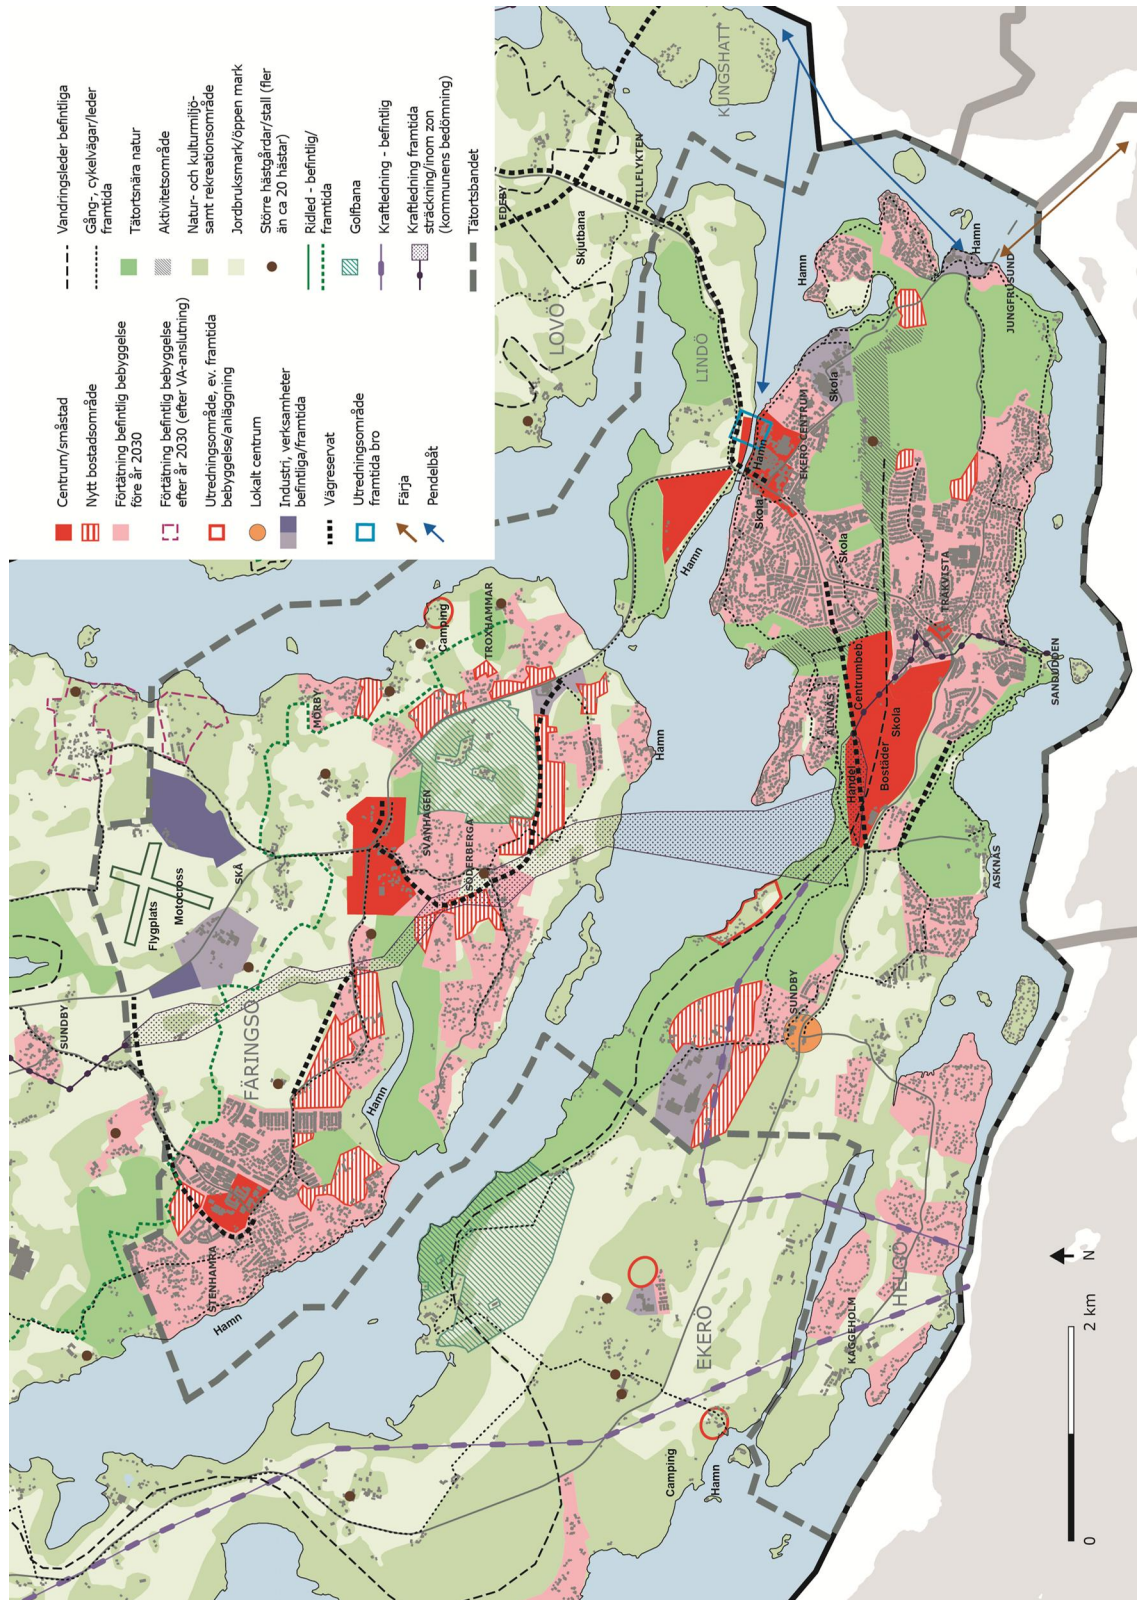 Centrum/småstad
Nytt bostadsområde
Förtätning befintlig bebyggelse
före år 2030
Förtätning befintlig bebyggelse
efter år 2030 (efter VA-anslutning)
Utredningsområde, ev. framtida
bebyggelse/anläggning
Lokalt centrum
Industri, verksamheter
befintliga/framtida
Vägreservat
Utredningsområde
framtida bro
Färja
Pendelbåt
Vandringsleder befintliga
Gång-, cykelvägar/leder
framtida
Tätortsnära natur
Aktivitetsområde
Natur- och kulturmiljö-
samt rekreationsområde
Jordbruksmark/öppen mark
Större hästgårdar/stall (fler
än ca 20 hästar)
Ridled - befintlig/
framtida
Golfbana
Kraftledning - befintlig
Kraftledning framtida
sträckning/inom zon
(kommunens bedömning)
Tätortsbandet
SUNDBY
Flygplats
Motocross
SKÅ
FÄRINGSÖ
STENHAMRA
Hamn
Hamn
MÖRBY
SVANHAGEN
SÖDERBERGA
Camping
TROXHAMMAR
Hamn
LOVÖ
EDEBY
Skjutbana
TILLFLYKTEN
KUNGSHATT
LINDÖ
Hamn
Hamn
Skola
EKERÖ CENTRUM
Skola
Skola
Hamn
Hamn
JUNGFRUSUND
TRÄKVISTA
SANDUDDEN
ÄLVNÄS
Centrumbeb.
Handel
Bostäder
Skola
ASKNÄS
SUNDBY
EKERÖ
Camping
Hamn
KAGGEHOLM
HELGÖ
0
2 km
N